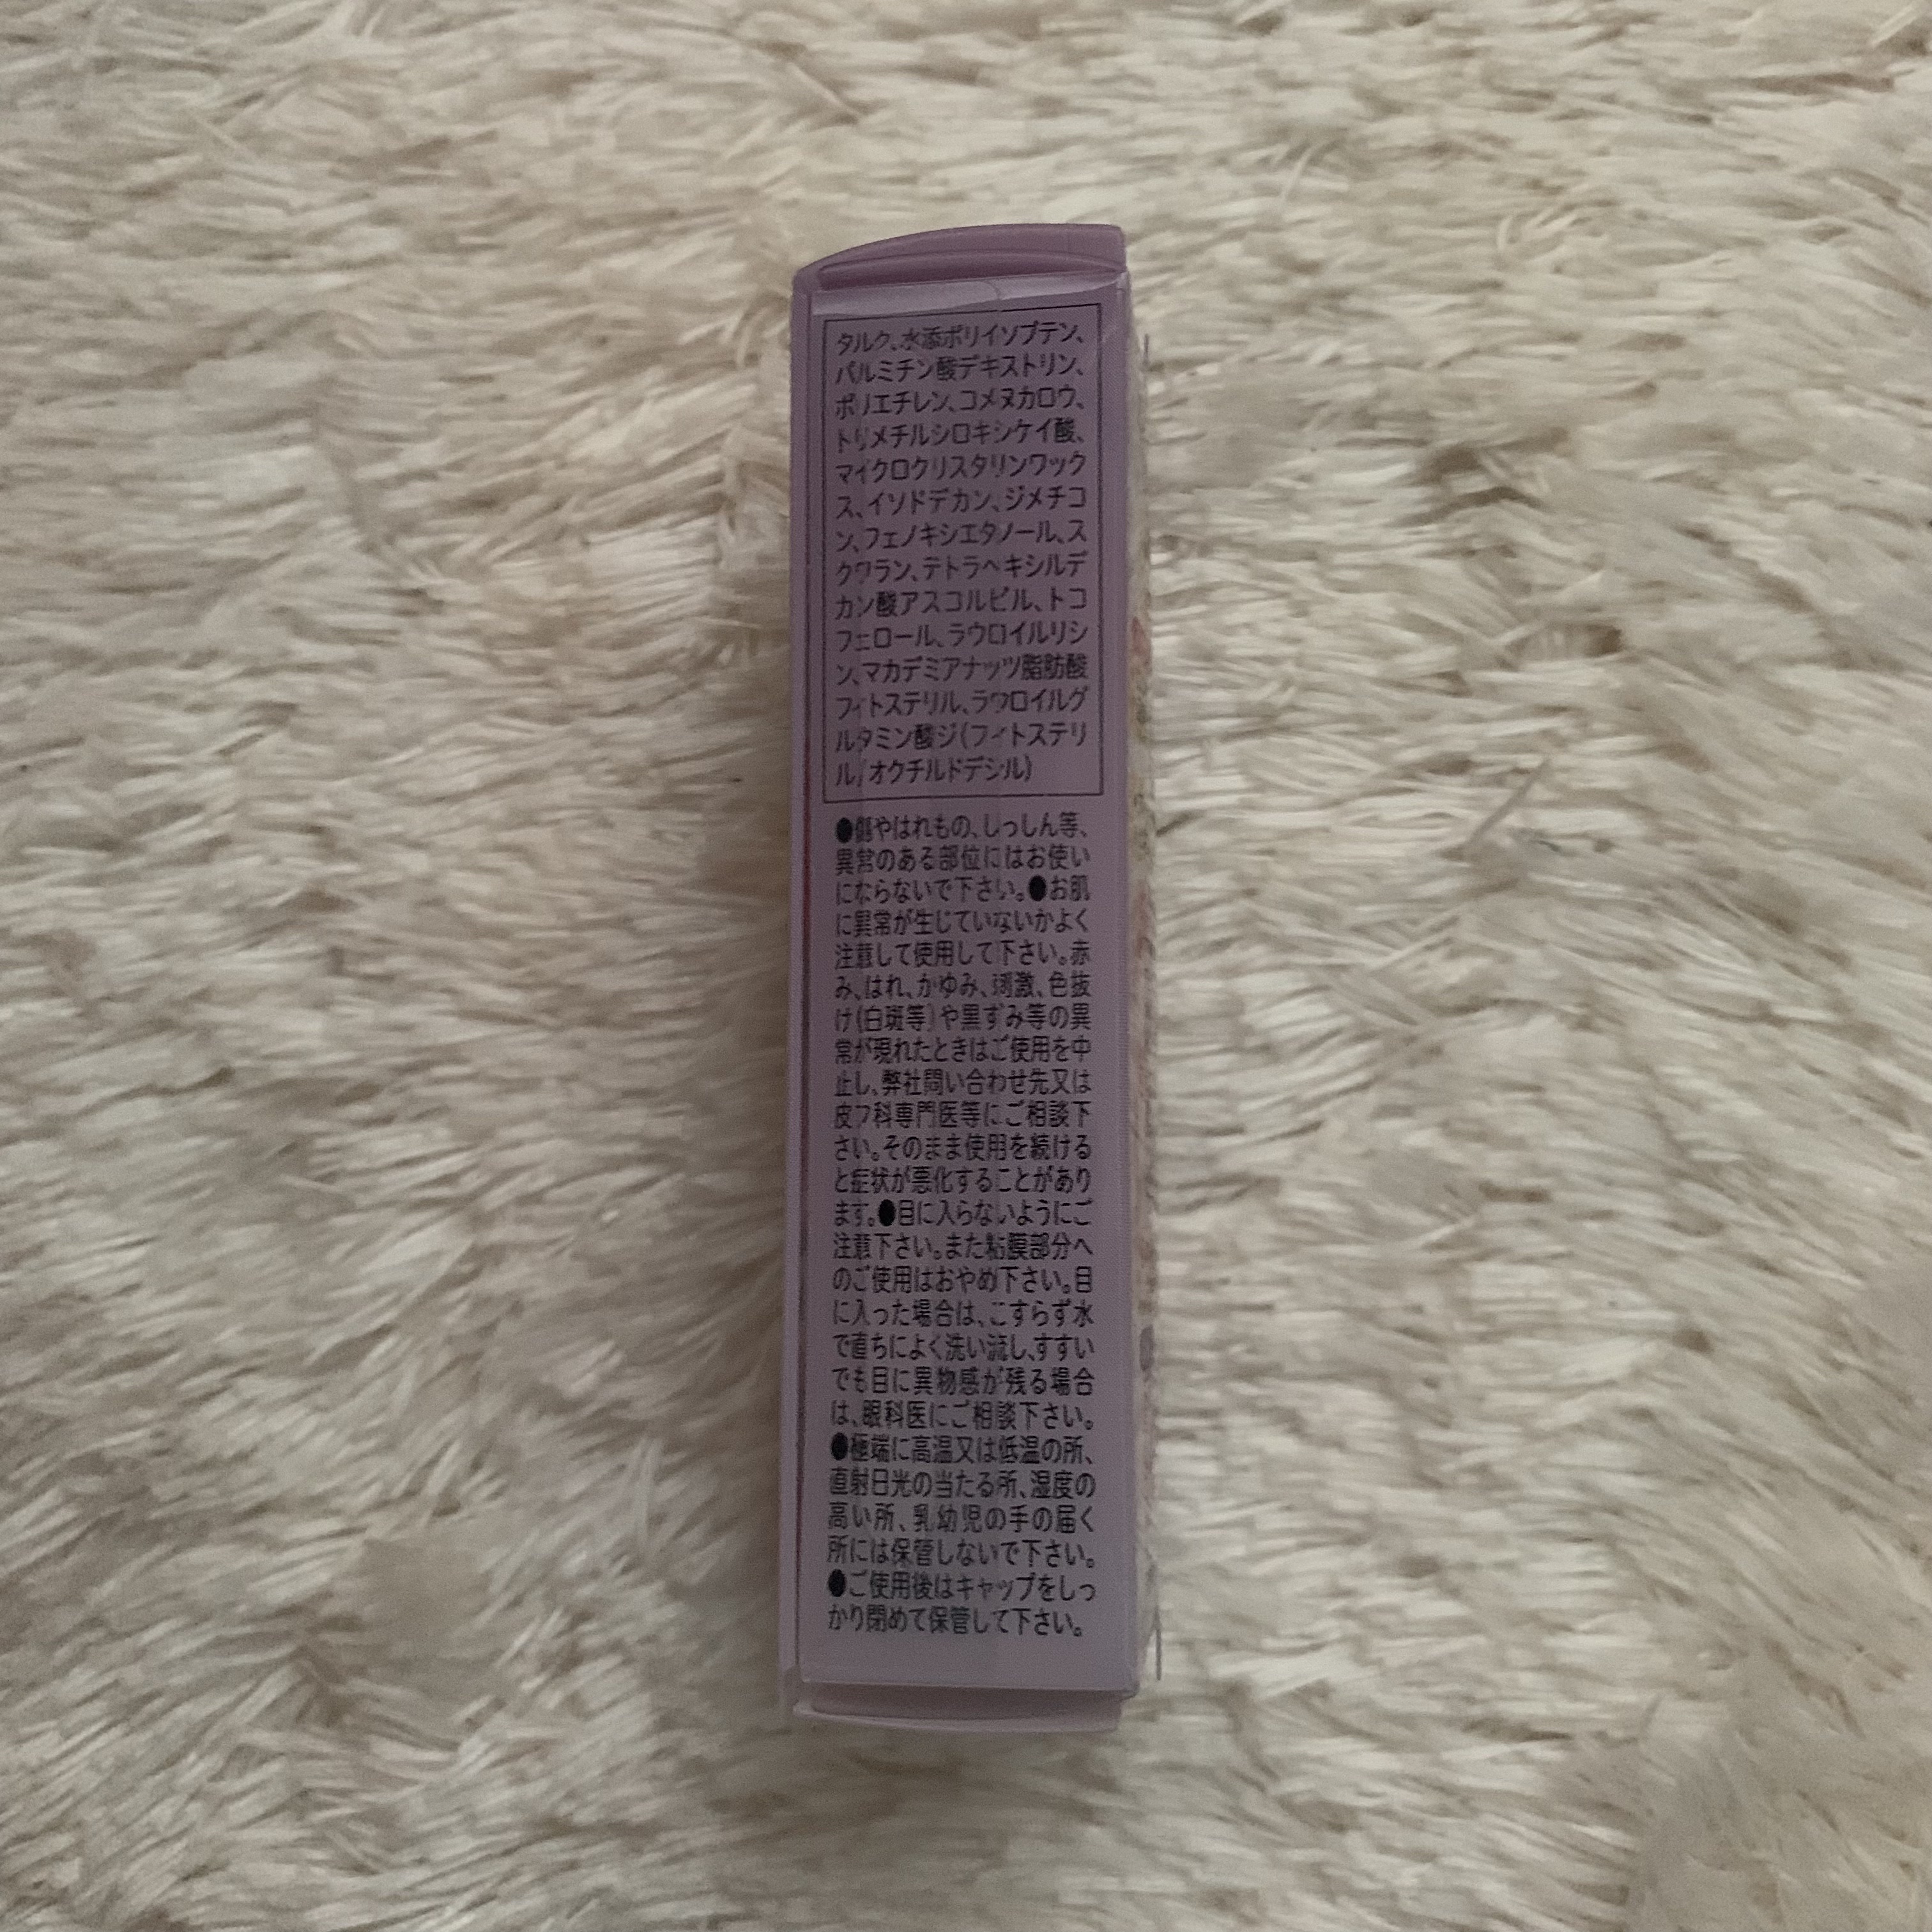 タルク、水添ポリイソブテン、
パルミチン酸デキストリン、
ポリエチレン、コメヌカロウ、
トリメチルシロキシケイ酸、
マイクロクリスタリンワック
ス、イソドデカン、ジメチコ
ン、フェノキシエタノール、ス
クワラン、テトラヘキシルデ
カン酸アスコルビル、トコ
フェロール、ラウロイルリシ
ン、マカデミアナッツ脂肪酸
フィトステリル、ラウロイルグ
ルタミン酸ジ(フィトステリ
ル/オクチルドデシル)
●傷やはれもの、しっしん等、
異常のある部位にはお使い
にならないで下さい。●お肌
に異常が生じていないかよく
注意して使用して下さい。赤
み、はれ、かゆみ、刺激、色抜
け(白斑等)や黒ずみ等の異
常が現れたときはご使用を中
止し、弊社問い合わせ先又は
皮フ科専門医等にご相談下
さい。そのまま使用を続ける
と症状が悪化することがあり
ます。●目に入らないようにご
注意下さい。また粘膜部分へ
のご使用はおやめ下さい。目
に入った場合は、こすらず水
で直ちによく洗い流し、すすい
でも目に異物感が残る場合
は、眼科医にご相談下さい。
●極端に高温又は低温の所、
直射日光の当たる所、湿度の
高い所、乳幼児の手の届く
所には保管しないで下さい。
●ご使用後はキャップをしっ
かり閉めて保管して下さい。